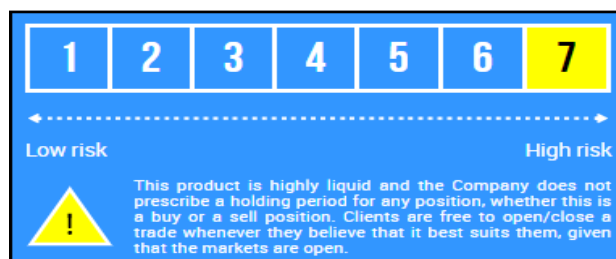 1 2 3 4 5 6 7
Low risk High risk
!
This product is highly liquid and the Company does not
prescribe a holding period for any position, whether this is
a buy or a sell position. Clients are free to open/close a
trade whenever they believe that it best suits them, given
that the markets are open.